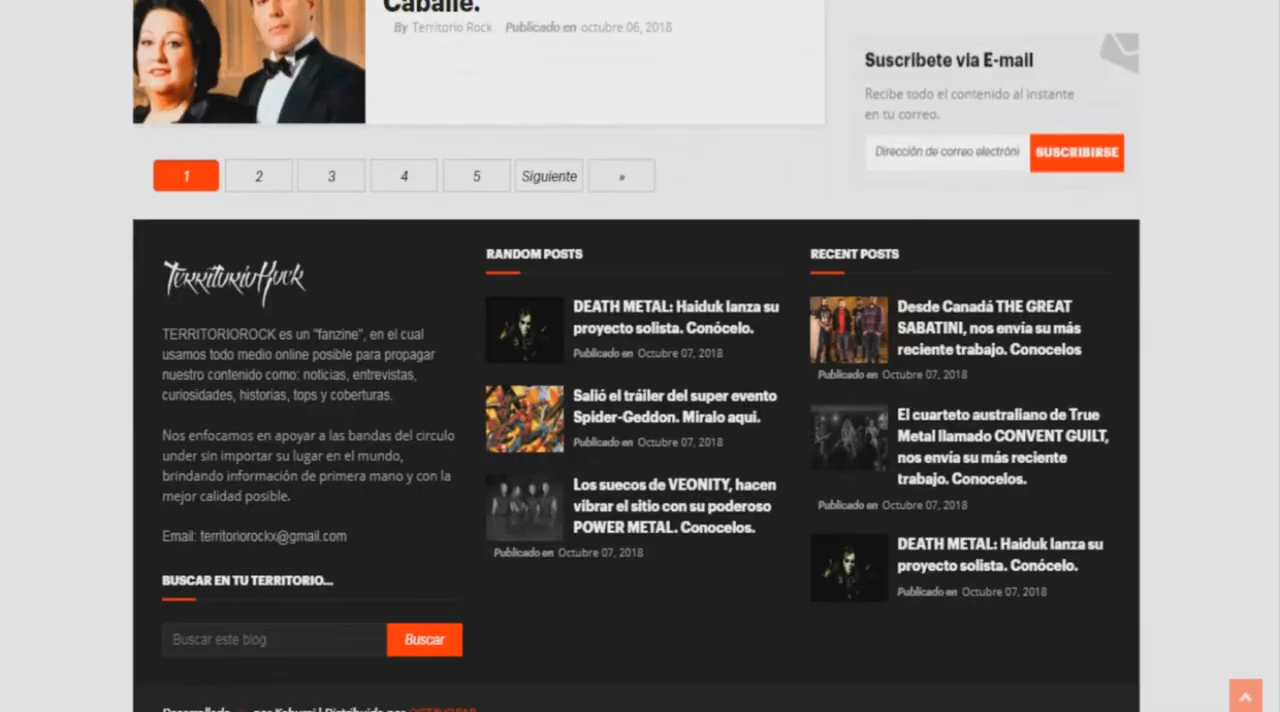 Caballé.
By Territorio Rock Publicado en octubre 06, 2018
Suscribete via E-mail
Recibe todo el contenido al instante
en tu correo.
Dirección de correo electróni SUSCRIBIRSE
1 2 3 4 5 Siguiente »
TerritorioRock
TERRITORIOROCK es un "fanzine", en el cual
usamos todo medio online posible para propagar
nuestro contenido como: noticias, entrevistas,
curiosidades, historias, tops y coberturas.
Nos enfocamos en apoyar a las bandas del circulo
under sin importar su lugar en el mundo,
brindando información de primera mano y con la
mejor calidad posible.
Email: territoriorockx@gmail.com
BUSCAR EN TU TERRITORIO...
Buscar este blog Buscar
RANDOM POSTS
DEATH METAL: Haiduk lanza su
proyecto solista. Conócelo.
Publicado en Octubre 07, 2018
Salió el tráiler del super evento
Spider-Geddon. Miralo aqui.
Publicado en Octubre 07, 2018
Los suecos de VEONITY, hacen
vibrar el sitio con su poderoso
POWER METAL. Conocelos.
Publicado en Octubre 07, 2018
RECENT POSTS
Desde Canadá THE GREAT
SABATINI, nos envía su más
reciente trabajo. Conocelos
Publicado en Octubre 07, 2018
El cuarteto australiano de True
Metal llamado CONVENT GUILT,
nos envía su más reciente
trabajo. Conocelos.
Publicado en Octubre 07, 2018
DEATH METAL: Haiduk lanza su
proyecto solista. Conócelo.
Publicado en Octubre 07, 2018